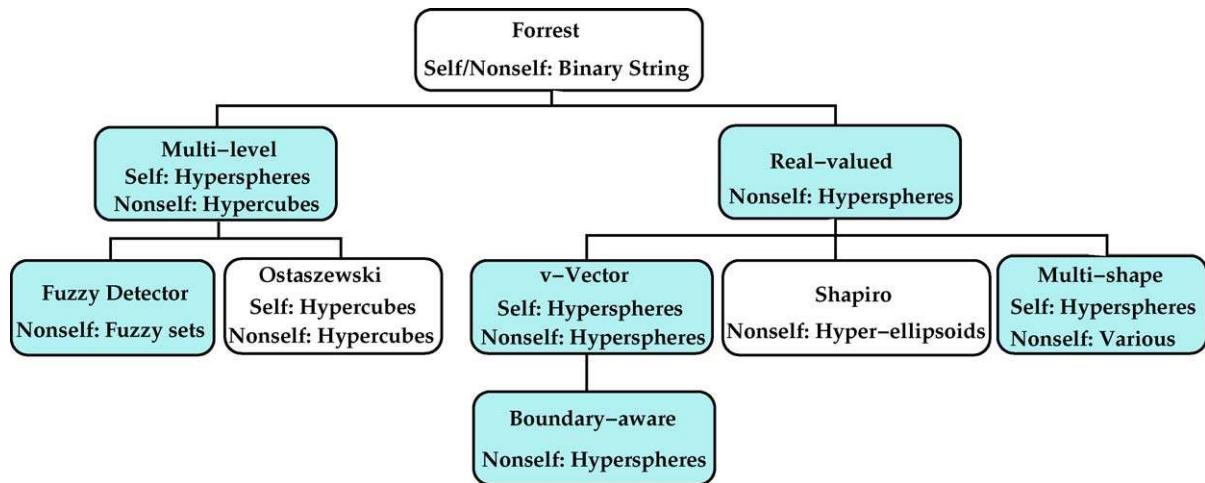 Forrest
Self/Nonself: Binary String
Multi−level
Self: Hyperspheres
Nonself: Hypercubes
Real−valued
Nonself: Hyperspheres
Fuzzy Detector
Nonself: Fuzzy sets
Ostaszewski
Self: Hypercubes
Nonself: Hypercubes
v−Vector
Self: Hyperspheres
Nonself: Hyperspheres
Shapiro
Nonself: Hyper−ellipsoids
Multi−shape
Self: Hyperspheres
Nonself: Various
Boundary−aware
Nonself: Hyperspheres